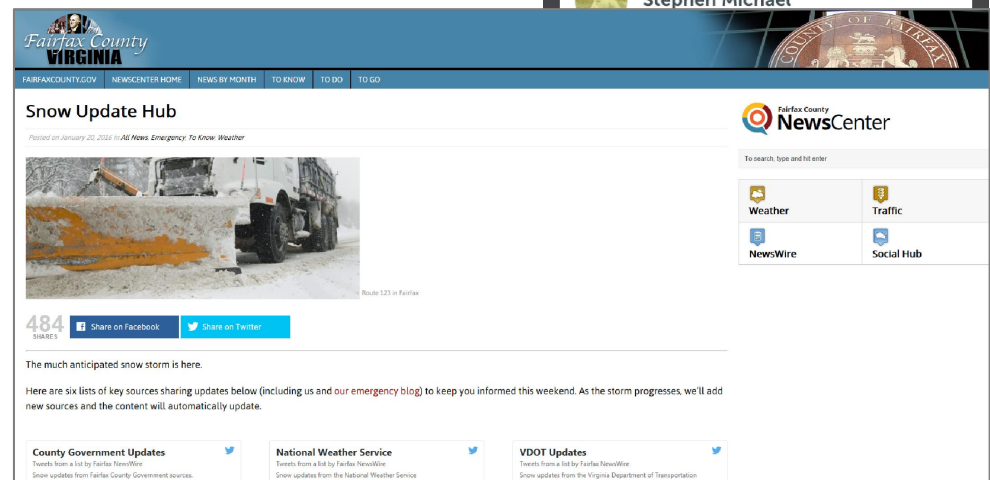 Stephen Michael
Fairfax County
VIRGINIA
COUNTY OF FAIRFAX
FAIRFAXCOUNTY.GOV NEWSCENTER HOME NEWS BY MONTH TO KNOW TO DO TO GO
Snow Update Hub
Posted on January 20, 2016 in All News, Emergency, To Know, Weather
Fairfax County
NewsCenter
To search, type and hit enter
Weather Traffic
NewsWire Social Hub
Route 123 in Fairfax
484
SHARES
Share on Facebook Share on Twitter
The much anticipated snow storm is here.
Here are six lists of key sources sharing updates below (including us and our emergency blog) to keep you informed this weekend. As the storm progresses, we'll add
new sources and the content will automatically update.
County Government Updates
Tweets from a list by Fairfax NewsWire
Snow updates from Fairfax County Government sources.
National Weather Service
Tweets from a list by Fairfax NewsWire
Snow updates from the National Weather Service
VDOT Updates
Tweets from a list by Fairfax NewsWire
Snow updates from the Virginia Department of Transportation